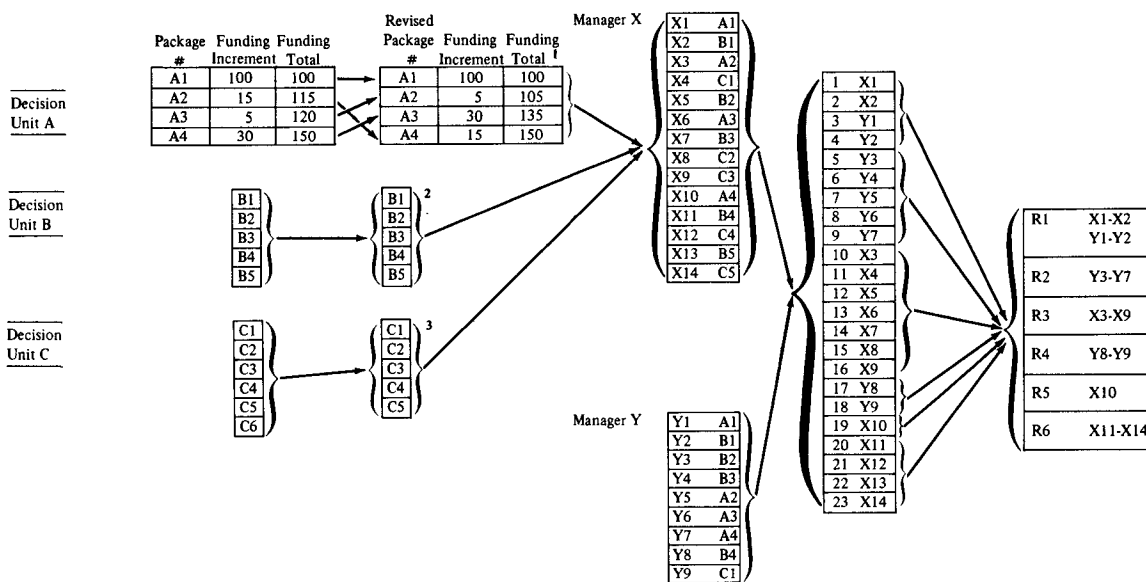 Package # Funding Increment Funding Total
A1 100 100
A2 15 115
A3 5 120
A4 30 150
Revised Package # Funding Increment Funding Total 1
A1 100 100
A2 5 105
A3 30 135
A4 15 150
Decision
Unit A
Decision
Unit B
B1
B2
B3
B4
B5
B1
B2
B3
B4
B5
2
Decision
Unit C
C1
C2
C3
C4
C5
C6
C1
C2
C3
C4
C5
3
Manager X
X1 A1
X2 B1
X3 A2
X4 C1
X5 B2
X6 A3
X7 B3
X8 C2
X9 C3
X10 A4
X11 B4
X12 C4
X13 B5
X14 C5
Manager Y
Y1 A1
Y2 B1
Y3 B2
Y4 B3
Y5 A2
Y6 A3
Y7 A4
Y8 B4
Y9 C1
1 X1
2 X2
3 Y1
4 Y2
5 Y3
6 Y4
7 Y5
8 Y6
9 Y7
10 X3
11 X4
12 X5
13 X6
14 X7
15 X8
16 X9
17 Y8
18 Y9
19 X10
20 X11
21 X12
22 X13
23 X14
R1 X1-X2
Y1-Y2
R2 Y3-Y7
R3 X3-X9
R4 Y8-Y9
R5 X10
R6 X11-X14